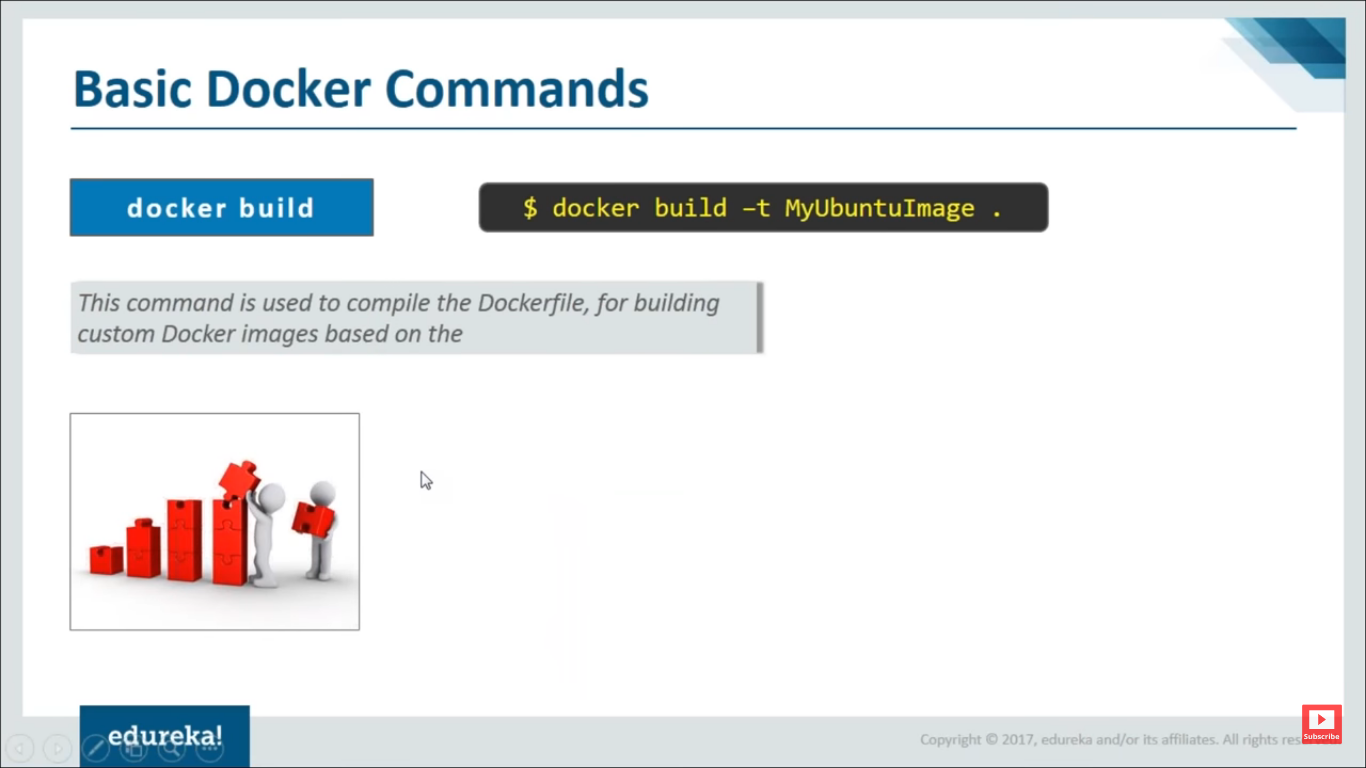 Basic Docker Commands
docker build
$ docker build –t MyUbuntuImage .
This command is used to compile the Dockerfile, for building
custom Docker images based on the
edureka!
Copyright © 2017, edureka and/or its affiliates. All rights
Subscribe